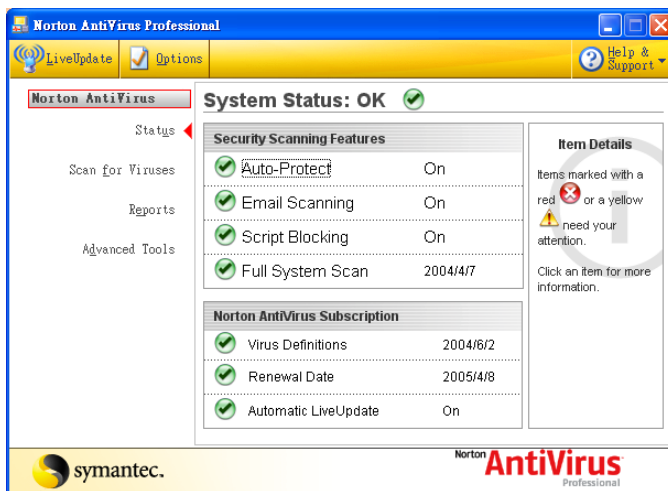 Norton AntiVirus Professional
LiveUpdate
Options
Help & Support
Norton AntiVirus
Status
Scan for Viruses
Reports
Advanced Tools
System Status: OK
Security Scanning Features
Auto-Protect On
Email Scanning On
Script Blocking On
Full System Scan 2004/4/7
Norton AntiVirus Subscription
Virus Definitions 2004/6/2
Renewal Date 2005/4/8
Automatic LiveUpdate On
Item Details
Items marked with a
red or a yellow
need your
attention.
Click an item for more
information.
symantec.
Norton AntiVirus
Professional